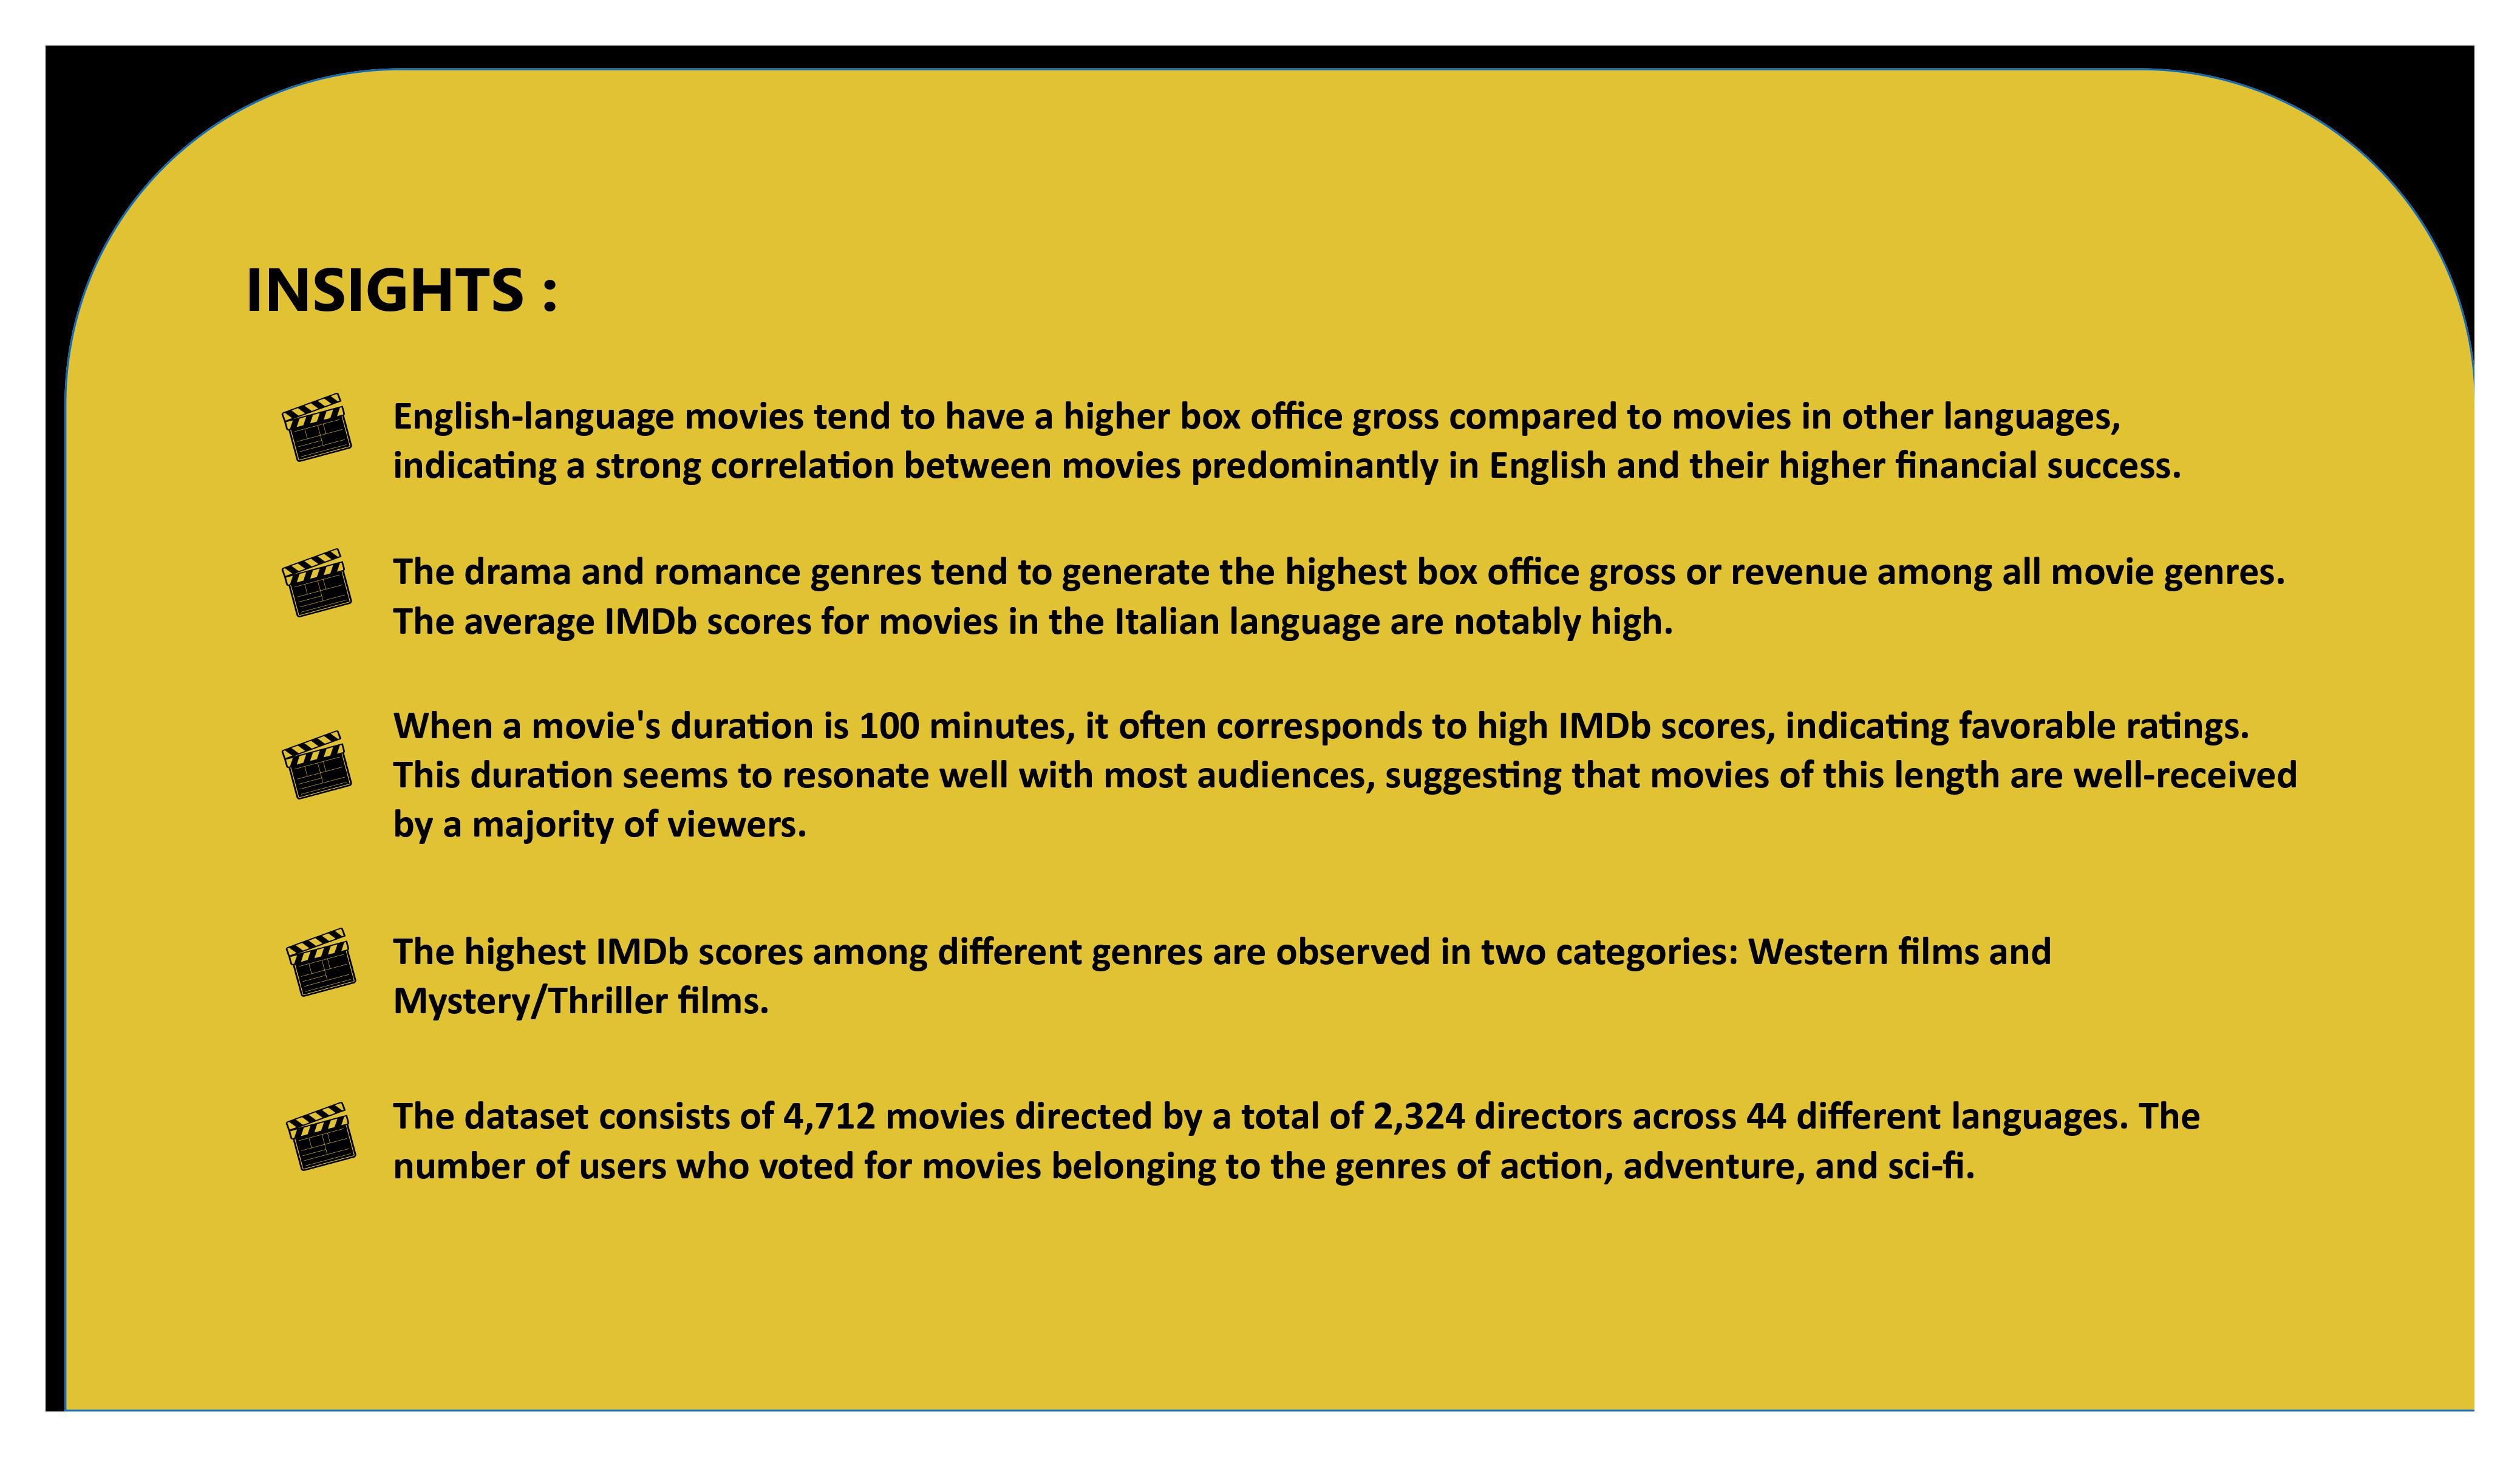 INSIGHTS :
English-language movies tend to have a higher box office gross compared to movies in other languages,
indicating a strong correlation between movies predominantly in English and their higher financial success.
The drama and romance genres tend to generate the highest box office gross or revenue among all movie genres.
The average IMDb scores for movies in the Italian language are notably high.
When a movie's duration is 100 minutes, it often corresponds to high IMDb scores, indicating favorable ratings.
This duration seems to resonate well with most audiences, suggesting that movies of this length are well-received
by a majority of viewers.
The highest IMDb scores among different genres are observed in two categories: Western films and
Mystery/Thriller films.
The dataset consists of 4,712 movies directed by a total of 2,324 directors across 44 different languages. The
number of users who voted for movies belonging to the genres of action, adventure, and sci-fi.